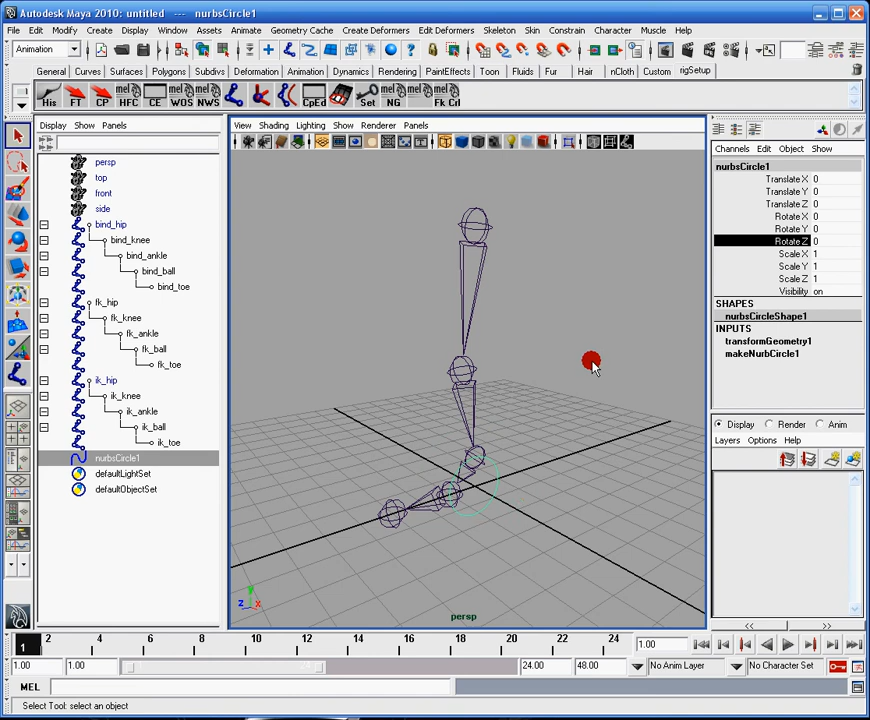 Autodesk Maya 2010: untitled --- nurbsCircle1
File Edit Modify Create Display Window Assets Animate Geometry Cache Create Deformers Edit Deformers Skeleton Skin Constrain Character Muscle Help
Animation
General Curves Surfaces Polygons Subdivs Deformation Animation Dynamics Rendering PaintEffects Toon Fluids Fur Hair nCloth Custom rigSetup
His FT CP mel HFC CE mel WOS mel NWS CpEd Set mel NG mel Fk Crl
Display Show Panels
View Shading Lighting Show Renderer Panels
Channels Edit Object Show
persp
top
front
side
bind_hip
bind_knee
bind_ankle
bind_ball
bind_toe
fk_hip
fk_knee
fk_ankle
fk_ball
fk_toe
ik_hip
ik_knee
ik_ankle
ik_ball
ik_toe
nurbsCircle1
defaultLightSet
defaultObjectSet
y
z x
persp
nurbsCircle1
Translate X 0
Translate Y 0
Translate Z 0
Rotate X 0
Rotate Y 0
Rotate Z 0
Scale X 1
Scale Y 1
Scale Z 1
Visibility on
SHAPES
nurbsCircleShape1
INPUTS
transformGeometry1
makeNurbCircle1
Display Render Anim
Layers Options Help
<< >>
1 2 4 6 8 10 12 14 16 18 20 22 24 1.00
1.00 1.00 24.00 48.00 No Anim Layer No Character Set
MEL
Select Tool: select an object